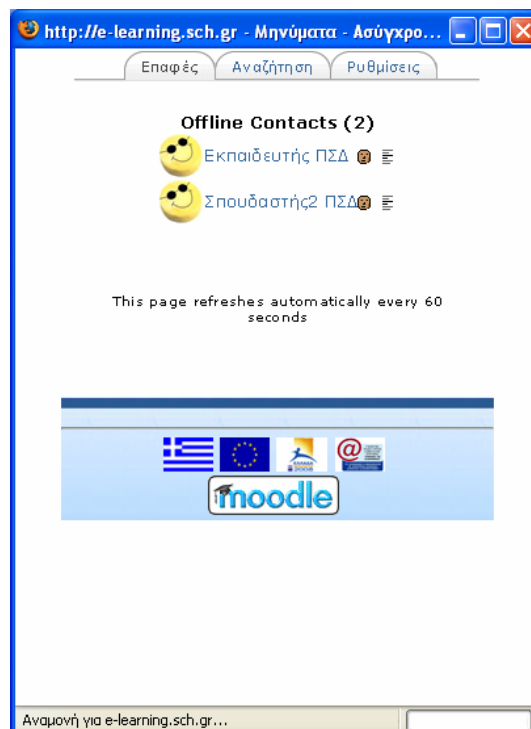 http://e-learning.sch.gr - Μηνύματα - Ασύγχρο...
Επαφές Αναζήτηση Ρυθμίσεις
Offline Contacts (2)
Εκπαιδευτής ΠΣΔ
Σπουδαστής2 ΠΣΔ
This page refreshes automatically every 60
seconds
moodle
Αναμονή για e-learning.sch.gr...